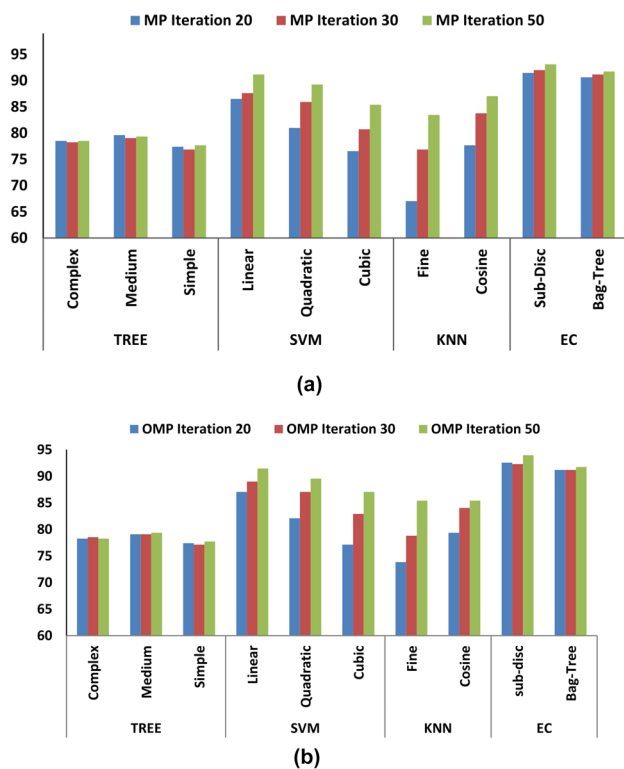 MP Iteration 20 MP Iteration 30 MP Iteration 50
95
90
85
80
75
70
65
60
Complex Medium Simple Linear Quadratic Cubic Fine Cosine Sub-Disc Bag-Tree
TREE SVM KNN EC
(a)
OMP Iteration 20 OMP Iteration 30 OMP Iteration 50
95
90
85
80
75
70
65
60
Complex Medium Simple Linear Quadratic Cubic Fine Cosine sub-disc Bag-Tree
TREE SVM KNN EC
(b)